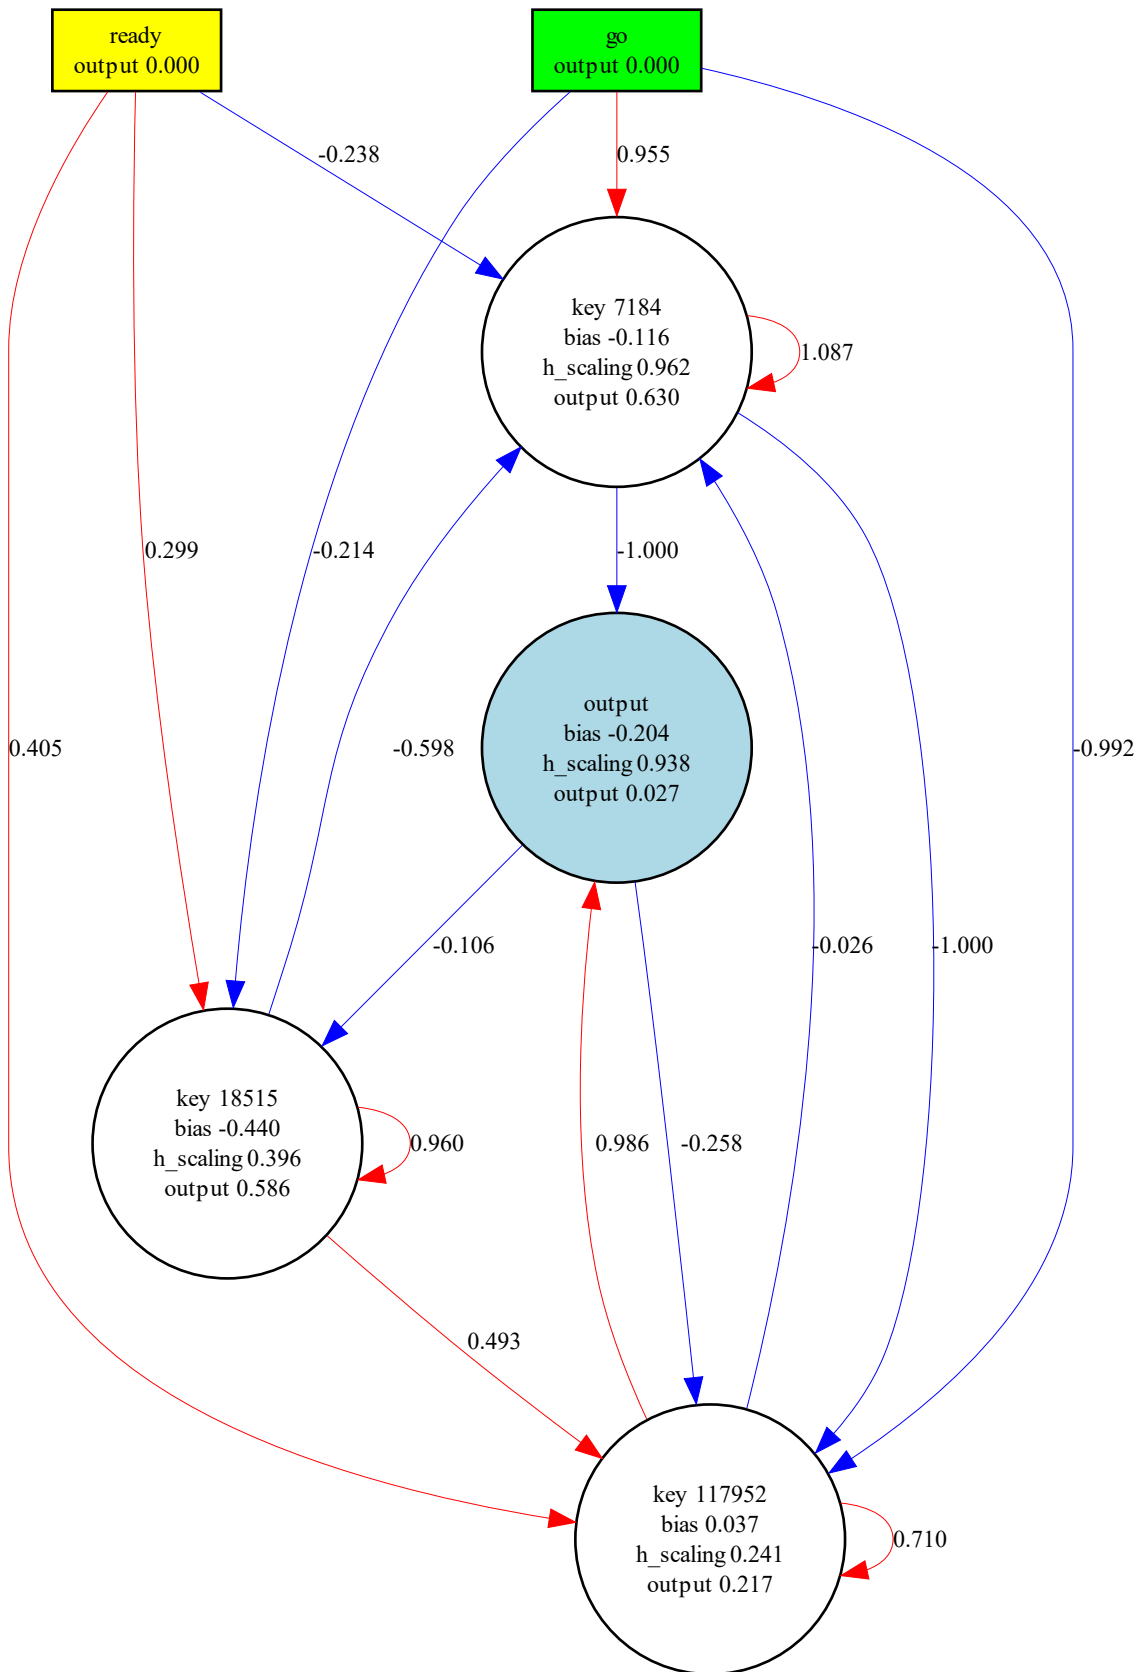 ready
output 0.000
go
output 0.000
-0.238
0.955
key 7184
bias -0.116
h_scaling 0.962
output 0.630
1.087
0.299
-0.214
-1.000
output
bias -0.204
h_scaling 0.938
output 0.027
0.405
-0.598
-0.992
-0.106
-0.026
-1.000
key 18515
bias -0.440
h_scaling 0.396
output 0.586
0.960
0.986
-0.258
0.493
key 117952
bias 0.037
h_scaling 0.241
output 0.217
0.710